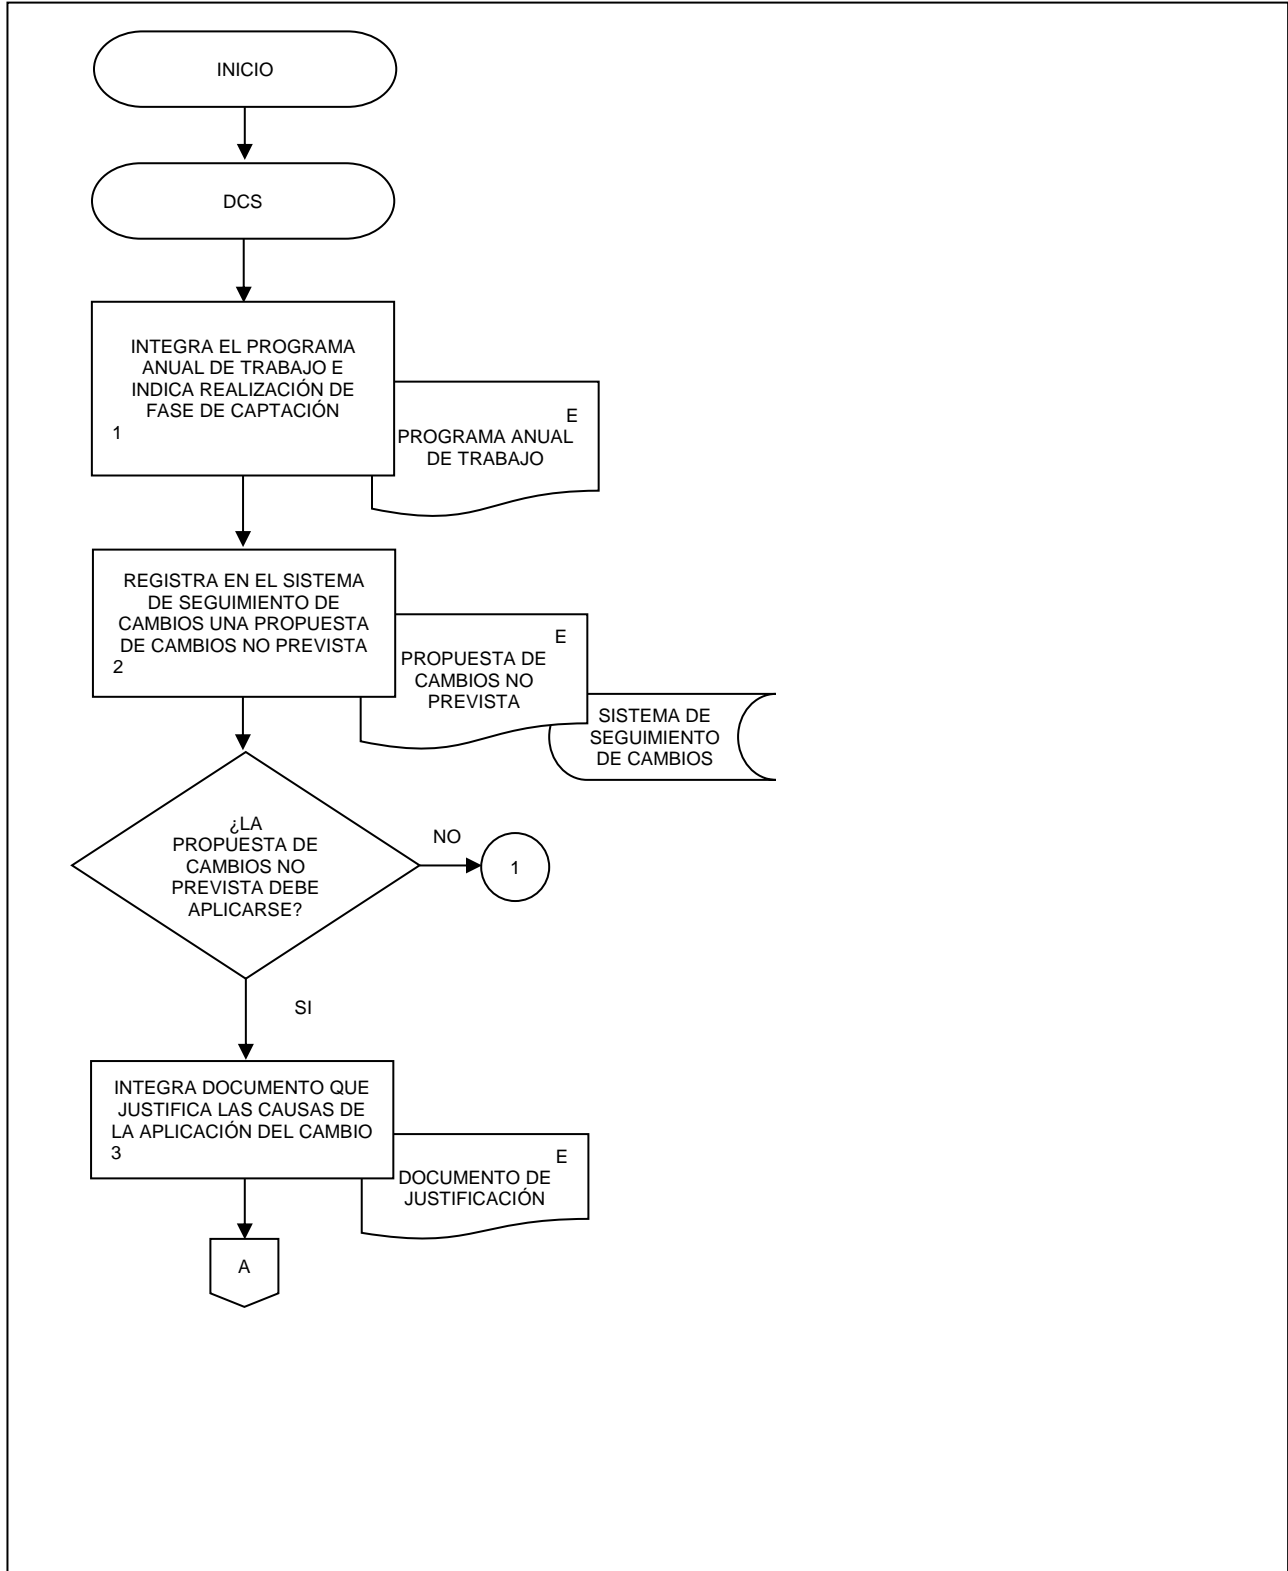 INICIO
DCS
INTEGRA EL PROGRAMA
ANUAL DE TRABAJO E
INDICA REALIZACIÓN DE
FASE DE CAPTACIÓN
1
E
PROGRAMA ANUAL
DE TRABAJO
REGISTRA EN EL SISTEMA
DE SEGUIMIENTO DE
CAMBIOS UNA PROPUESTA
DE CAMBIOS NO PREVISTA
2
E
PROPUESTA DE
CAMBIOS NO
PREVISTA
SISTEMA DE
SEGUIMIENTO
DE CAMBIOS
¿LA
PROPUESTA DE
CAMBIOS NO
PREVISTA DEBE
APLICARSE?
NO
1
SI
INTEGRA DOCUMENTO QUE
JUSTIFICA LAS CAUSAS DE
LA APLICACIÓN DEL CAMBIO
3
E
DOCUMENTO DE
JUSTIFICACIÓN
A